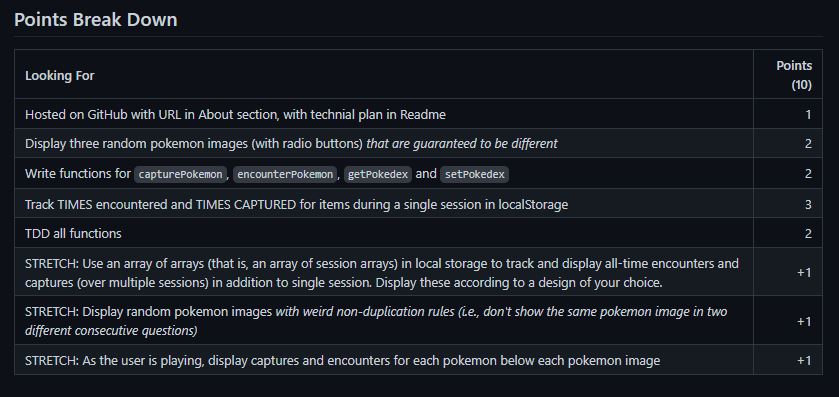 Points Break Down
Looking For
Points
(10)
Hosted on GitHub with URL in About section, with technial plan in Readme
1
Display three random pokemon images (with radio buttons) that are guaranteed to be different
2
Write functions for capturePokemon, encounterPokemon, getPokedex and setPokedex
2
Track TIMES encountered and TIMES CAPTURED for items during a single session in localStorage
3
TDD all functions
2
STRETCH: Use an array of arrays (that is, an array of session arrays) in local storage to track and display all-time encounters and
captures (over multiple sessions) in addition to single session. Display these according to a design of your choice.
+1
STRETCH: Display random pokemon images with weird non-duplication rules (i.e., don't show the same pokemon image in two
different consecutive questions)
+1
STRETCH: As the user is playing, display captures and encounters for each pokemon below each pokemon image
+1